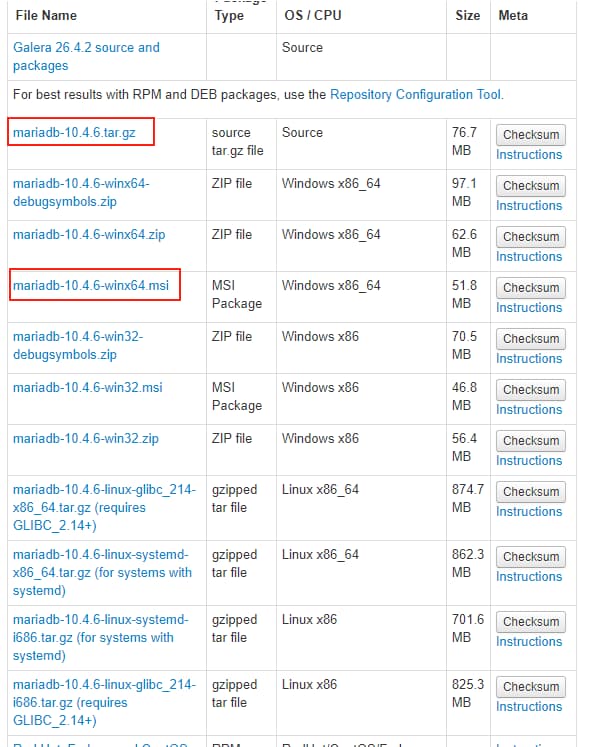 Package
File Name Type OS / CPU Size Meta
Galera 26.4.2 source and Source
packages
For best results with RPM and DEB packages, use the Repository Configuration Tool.
mariadb-10.4.6.tar.gz source Source 76.7 Checksum
tar.gz file MB Instructions
mariadb-10.4.6-winx64- ZIP file Windows x86_64 97.1 Checksum
debugsymbols.zip MB Instructions
mariadb-10.4.6-winx64.zip ZIP file Windows x86_64 62.6 Checksum
MB Instructions
mariadb-10.4.6-winx64.msi MSI Windows x86_64 51.8 Checksum
Package MB Instructions
mariadb-10.4.6-win32- ZIP file Windows x86 70.5 Checksum
debugsymbols.zip MB Instructions
mariadb-10.4.6-win32.msi MSI Windows x86 46.8 Checksum
Package MB Instructions
mariadb-10.4.6-win32.zip ZIP file Windows x86 56.4 Checksum
MB Instructions
mariadb-10.4.6-linux-glibc_214- gzipped Linux x86_64 874.7 Checksum
x86_64.tar.gz (requires tar file MB Instructions
GLIBC_2.14+)
mariadb-10.4.6-linux-systemd- gzipped Linux x86_64 862.3 Checksum
x86_64.tar.gz (for systems with tar file MB Instructions
systemd)
mariadb-10.4.6-linux-systemd- gzipped Linux x86 701.6 Checksum
i686.tar.gz (for systems with tar file MB Instructions
systemd)
mariadb-10.4.6-linux-glibc_214- gzipped Linux x86 825.3 Checksum
i686.tar.gz (requires tar file MB Instructions
GLIBC_2.14+)